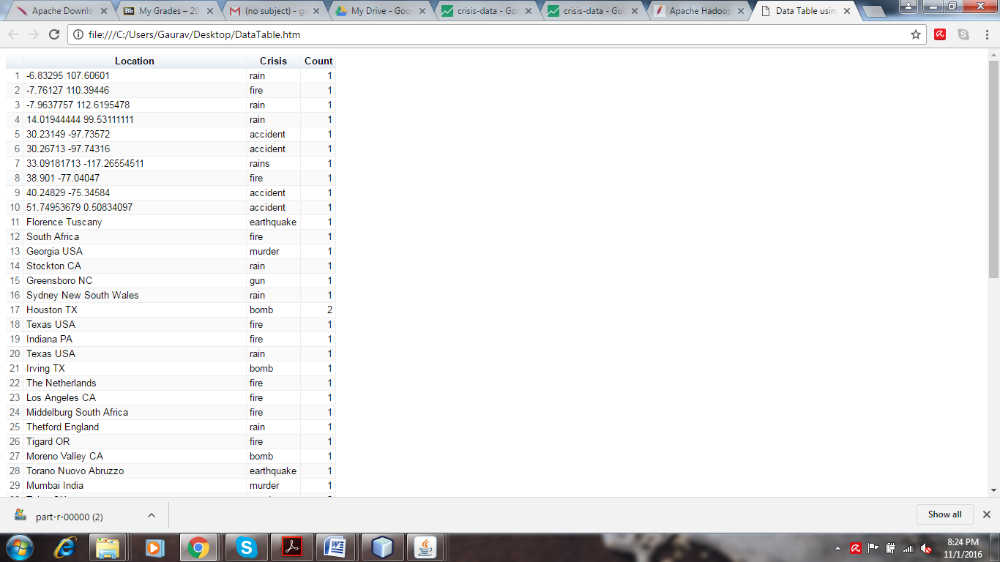 Apache Downlo
My Grades – 20
(no subject) - ga
My Drive - Goo
crisis-data - Goo
crisis-data - Goo
Apache Hadoop
Data Table usin
file:///C:/Users/Gaurav/Desktop/DataTable.htm
Location Crisis Count
1 -6.83295 107.60601 rain 1
2 -7.76127 110.39446 fire 1
3 -7.9637757 112.6195478 rain 1
4 14.01944444 99.53111111 rain 1
5 30.23149 -97.73572 accident 1
6 30.26713 -97.74316 accident 1
7 33.09181713 -117.26554511 rains 1
8 38.901 -77.04047 fire 1
9 40.24829 -75.34584 accident 1
10 51.74953679 0.50834097 accident 1
11 Florence Tuscany earthquake 1
12 South Africa fire 1
13 Georgia USA murder 1
14 Stockton CA rain 1
15 Greensboro NC gun 1
16 Sydney New South Wales rain 1
17 Houston TX bomb 2
18 Texas USA fire 1
19 Indiana PA fire 1
20 Texas USA rain 1
21 Irving TX bomb 1
22 The Netherlands fire 1
23 Los Angeles CA fire 1
24 Middelburg South Africa fire 1
25 Thetford England rain 1
26 Tigard OR fire 1
27 Moreno Valley CA bomb 1
28 Torano Nuovo Abruzzo earthquake 1
29 Mumbai India murder 1
part-r-00000 (2)
Show all
8:24 PM
11/1/2016